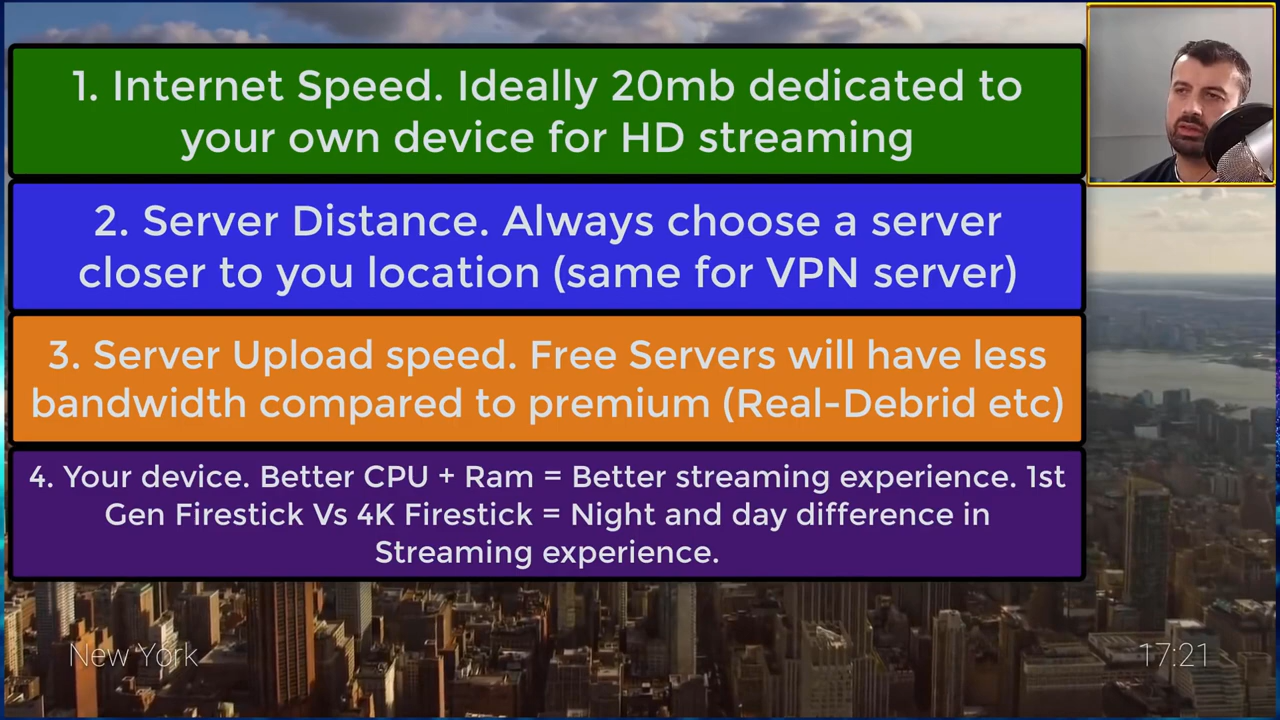 1. Internet Speed. Ideally 20mb dedicated to
your own device for HD streaming
2. Server Distance. Always choose a server
closer to you location (same for VPN server)
3. Server Upload speed. Free Servers will have less
bandwidth compared to premium (Real-Debrid etc)
4. Your device. Better CPU + Ram = Better streaming experience. 1st
Gen Firestick Vs 4K Firestick = Night and day difference in
Streaming experience.
New York
17:21